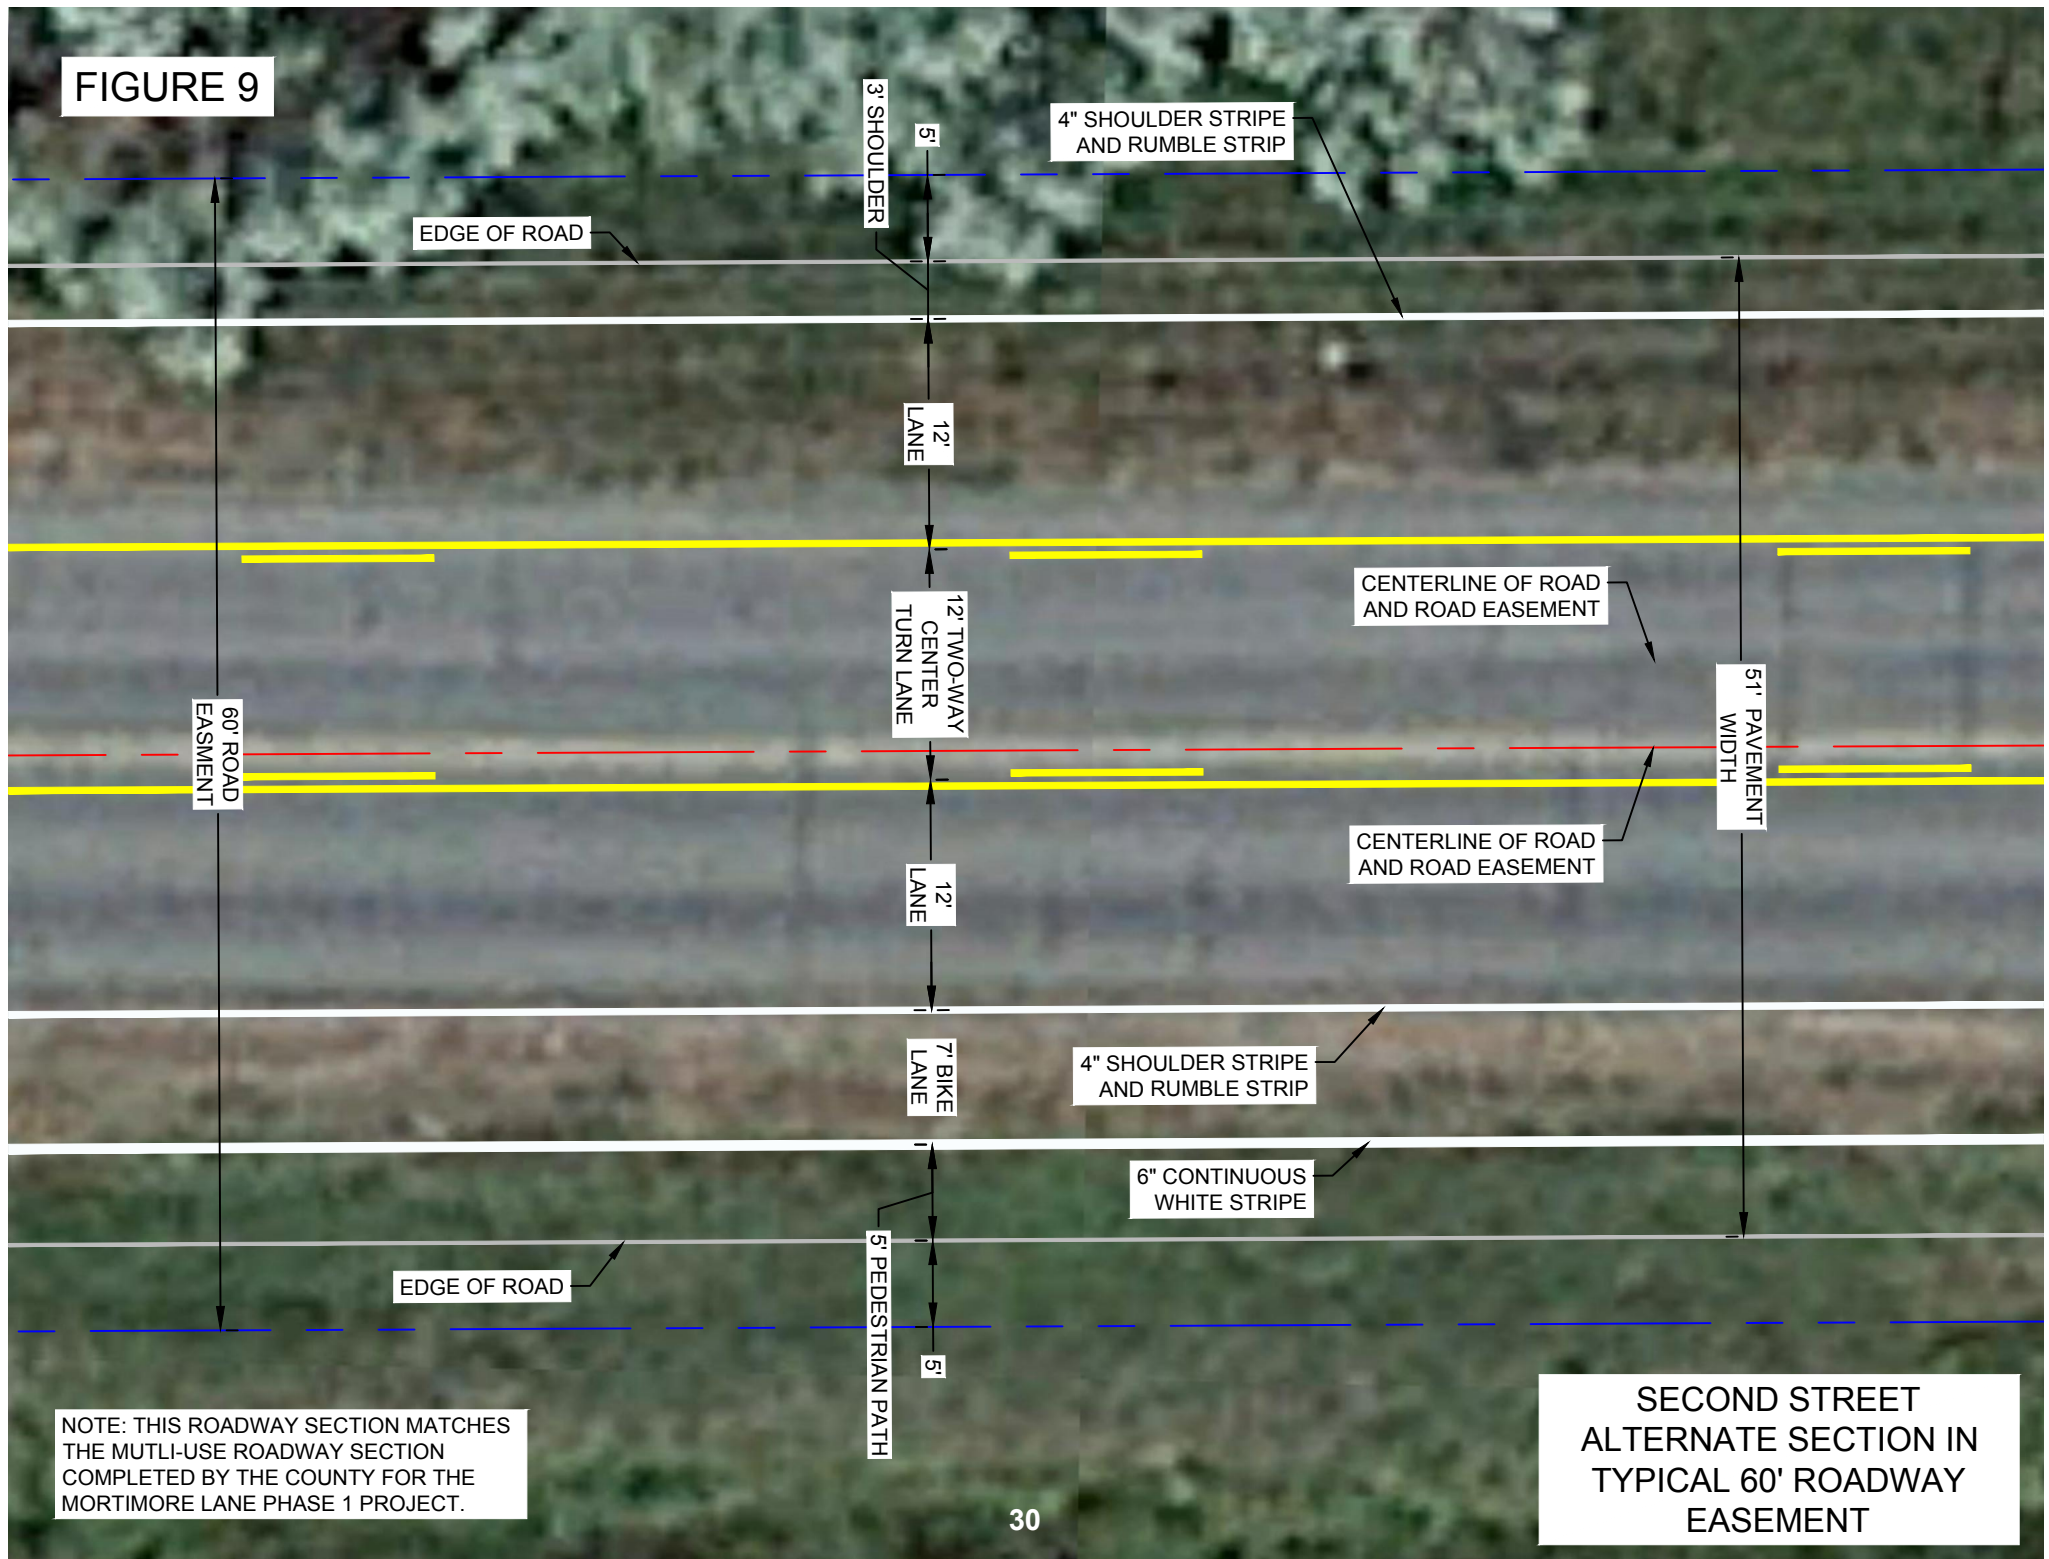 FIGURE 9
3' SHOULDER
5'
4" SHOULDER STRIPE
AND RUMBLE STRIP
EDGE OF ROAD
12'
LANE
12' TWO-WAY
CENTER
TURN LANE
CENTERLINE OF ROAD
AND ROAD EASEMENT
60' ROAD
EASMENT
51' PAVEMENT
WIDTH
CENTERLINE OF ROAD
AND ROAD EASEMENT
12'
LANE
7' BIKE
LANE
4" SHOULDER STRIPE
AND RUMBLE STRIP
6" CONTINUOUS
WHITE STRIPE
5' PEDESTRIAN PATH
EDGE OF ROAD
5'
NOTE: THIS ROADWAY SECTION MATCHES
THE MUTLI-USE ROADWAY SECTION
COMPLETED BY THE COUNTY FOR THE
MORTIMORE LANE PHASE 1 PROJECT.
30
SECOND STREET
ALTERNATE SECTION IN
TYPICAL 60' ROADWAY
EASEMENT